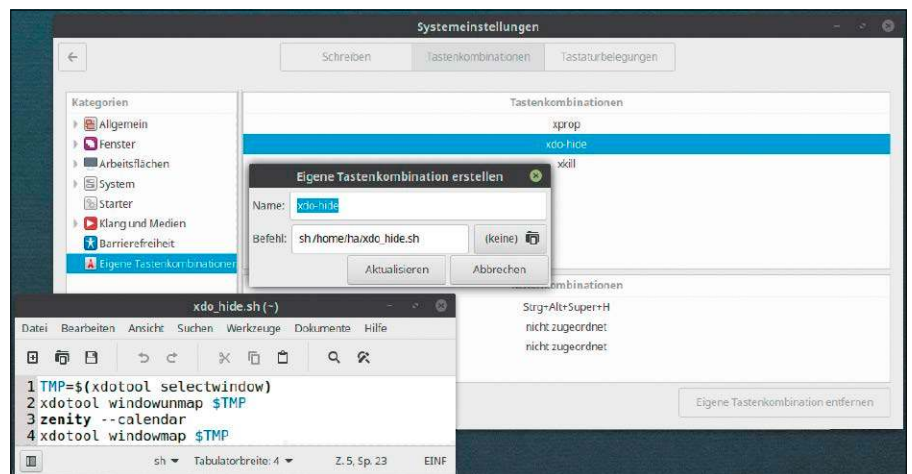 Systemeinstellungen
Schreiben Tastenkombinationen Tastaturbelegungen
Kategorien
Allgemein
Fenster
Arbeitsflächen
System
Starter
Klang und Medien
Barrierefreiheit
Eigene Tastenkombinationen
Tastenkombinationen
xprop
xdo-hide
xkill
Eigene Tastenkombination erstellen
Name: xdo-hide
Befehl: sh /home/ha/xdo_hide.sh (keine)
Aktualisieren Abbrechen
Tastenkombinationen
Strg+Alt+Super+H
nicht zugeordnet
nicht zugeordnet
Eigene Tastenkombination entfernen
xdo_hide.sh (~)
Datei Bearbeiten Ansicht Suchen Werkzeuge Dokumente Hilfe
1 TMP=$(xdotool selectwindow)
2 xdotool windowunmap $TMP
3 zenity --calendar
4 xdotool windowmap $TMP
sh Tabulatorbreite: 4 Z. 5, Sp. 23 EINF